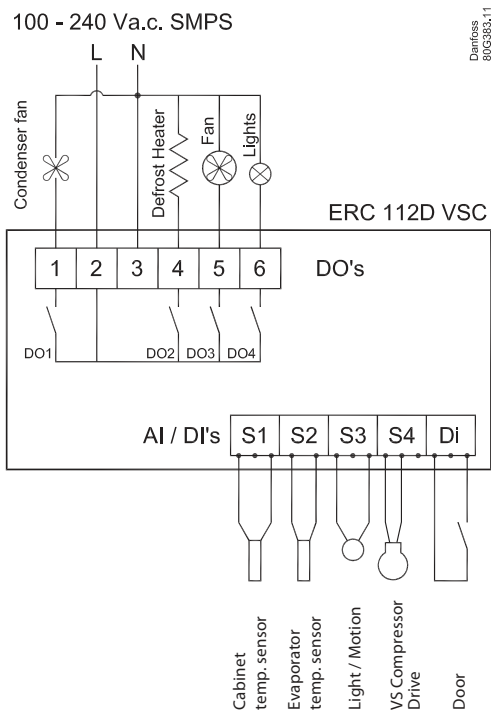 100 - 240 Va.c. SMPS
Danfoss
80G383.11
L N
Condenser fan
Defrost Heater
Fan
Lights
ERC 112D VSC
1 2 3 4 5 6 DO's
DO1 DO2 DO3 DO4
AI / DI's S1 S2 S3 S4 Di
Cabinet
temp. sensor
Evaporator
temp. sensor
Light / Motion
VS Compressor
Drive
Door